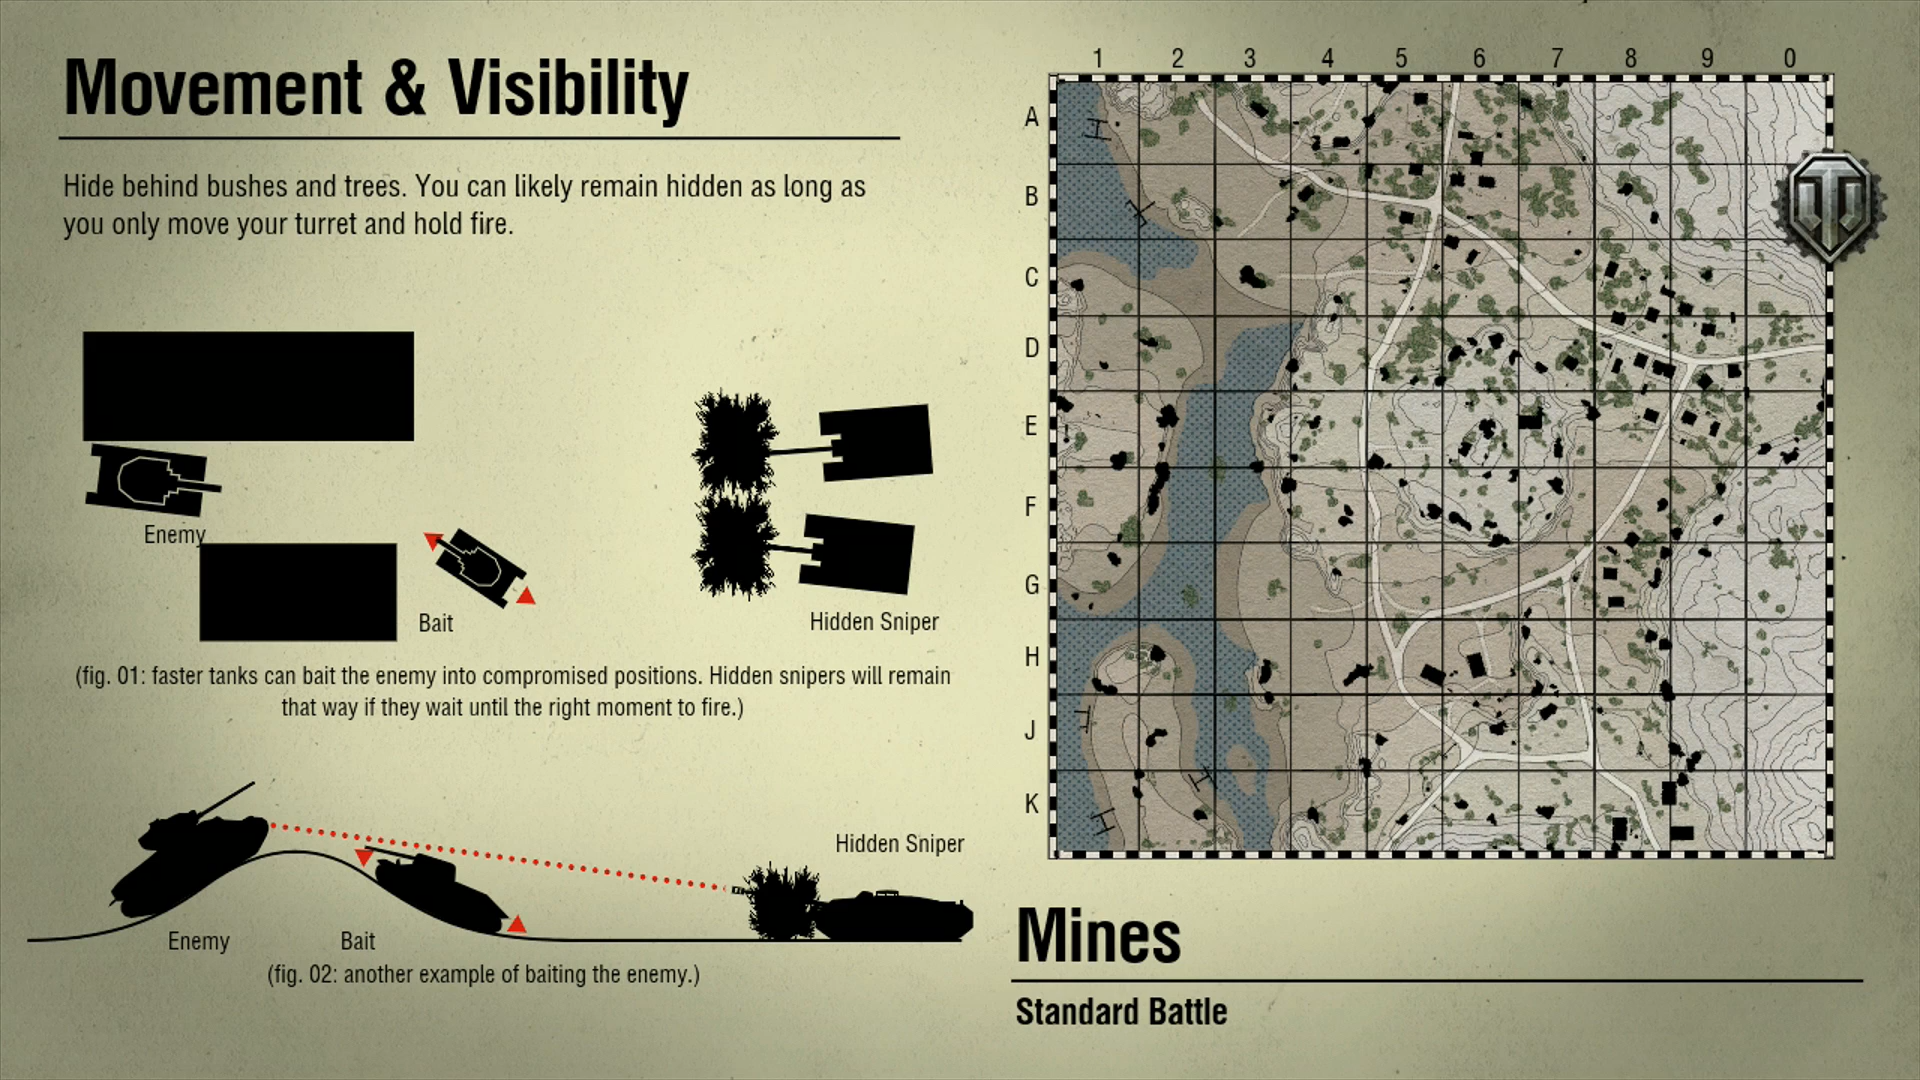 Movement & Visibility
Hide behind bushes and trees. You can likely remain hidden as long as
you only move your turret and hold fire.
Enemy
Bait
Hidden Sniper
(fig. 01: faster tanks can bait the enemy into compromised positions. Hidden snipers will remain
that way if they wait until the right moment to fire.)
Hidden Sniper
Enemy
Bait
(fig. 02: another example of baiting the enemy.)
1 2 3 4 5 6 7 8 9 0
A
B
C
D
E
F
G
H
J
K
Mines
Standard Battle